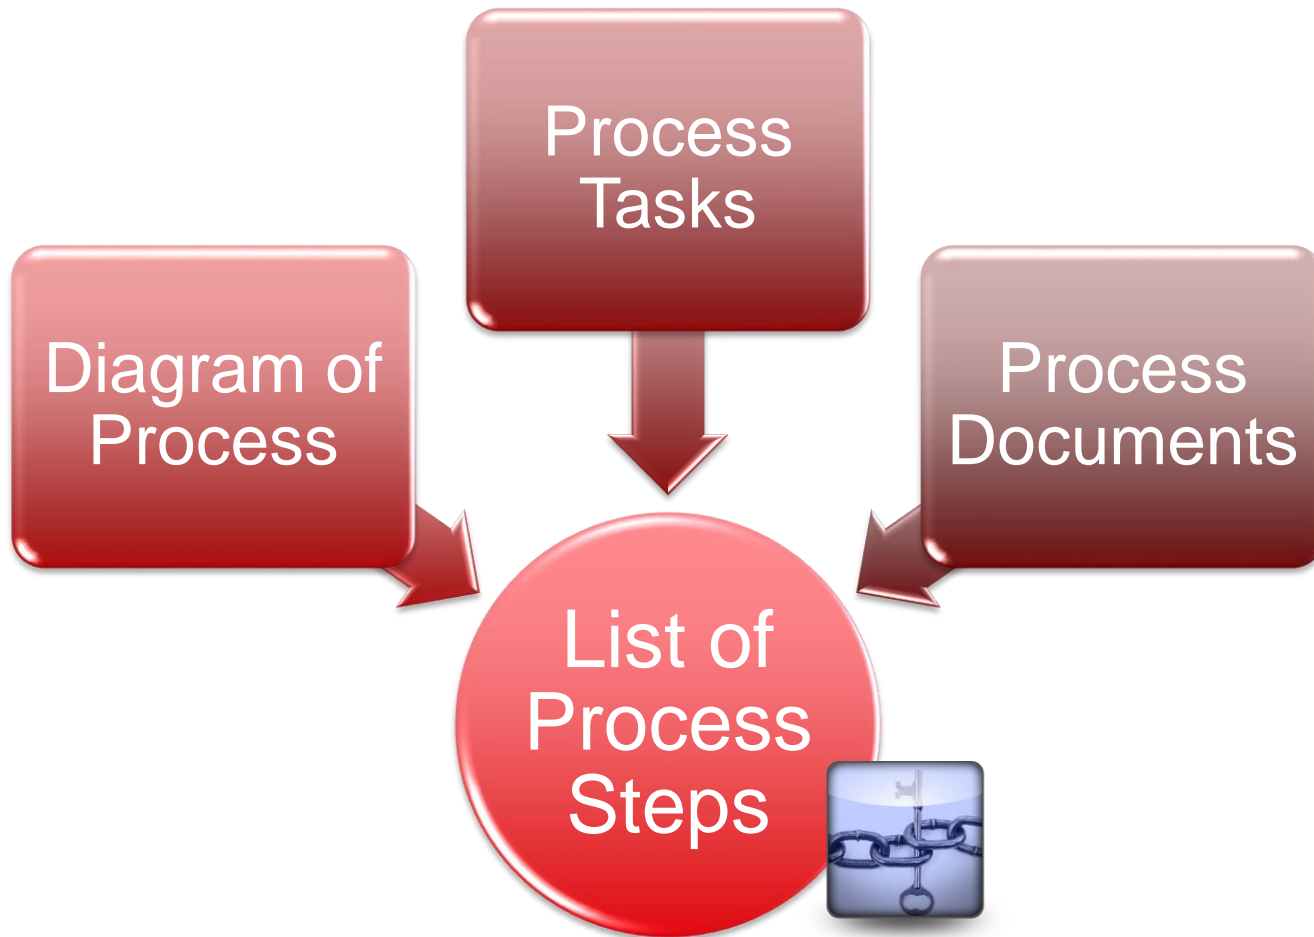 Process
Tasks
Diagram of
Process
Process
Documents
List of
Process
Steps